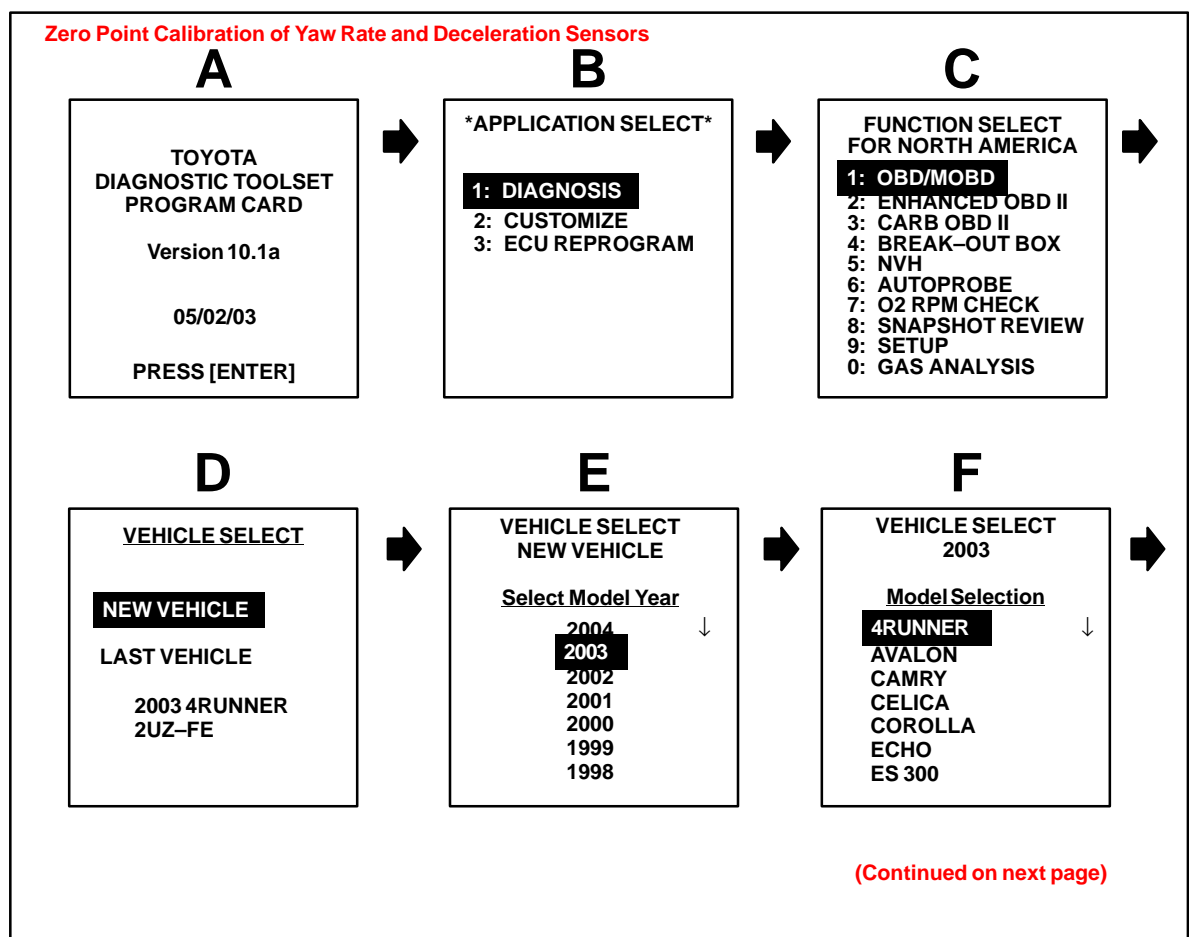 Zero Point Calibration of Yaw Rate and Deceleration Sensors
A
TOYOTA
DIAGNOSTIC TOOLSET
PROGRAM CARD
Version 10.1a
05/02/03
PRESS [ENTER]
B
*APPLICATION SELECT*
1: DIAGNOSIS
2: CUSTOMIZE
3: ECU REPROGRAM
C
FUNCTION SELECT
FOR NORTH AMERICA
1: OBD/MOBD
2: ENHANCED OBD II
3: CARB OBD II
4: BREAK–OUT BOX
5: NVH
6: AUTOPROBE
7: O2 RPM CHECK
8: SNAPSHOT REVIEW
9: SETUP
0: GAS ANALYSIS
D
VEHICLE SELECT
NEW VEHICLE
LAST VEHICLE
2003 4RUNNER
2UZ–FE
E
VEHICLE SELECT
NEW VEHICLE
Select Model Year
2004 ↓
2003
2002
2001
2000
1999
1998
F
VEHICLE SELECT
2003
Model Selection
4RUNNER ↓
AVALON
CAMRY
CELICA
COROLLA
ECHO
ES 300
(Continued on next page)